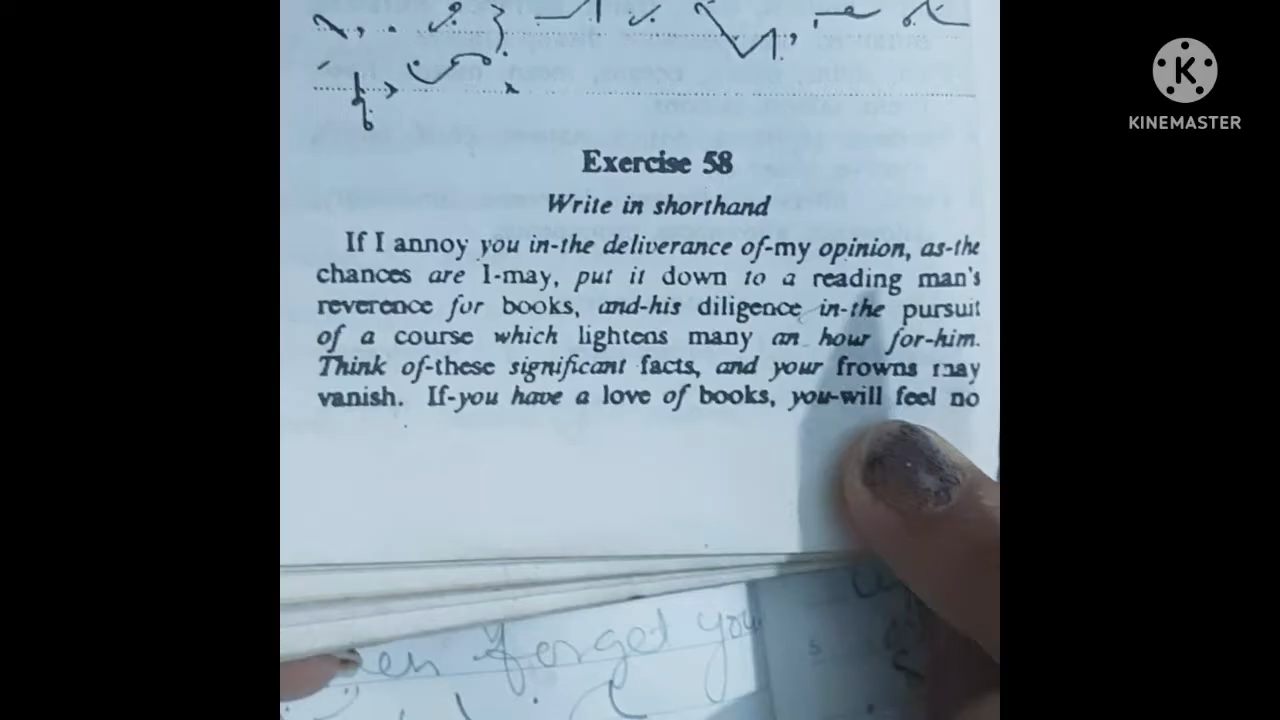 KINEMASTER
Exercise 58
Write in shorthand
If I annoy you in-the deliverance of-my opinion, as-the
chances are I-may, put it down to a reading man's
reverence for books, and-his diligence in-the pursuit
of a course which lightens many an hour for-him.
Think of-these significant facts, and your frowns may
vanish. If-you have a love of books, you-will feel no
forget you
s